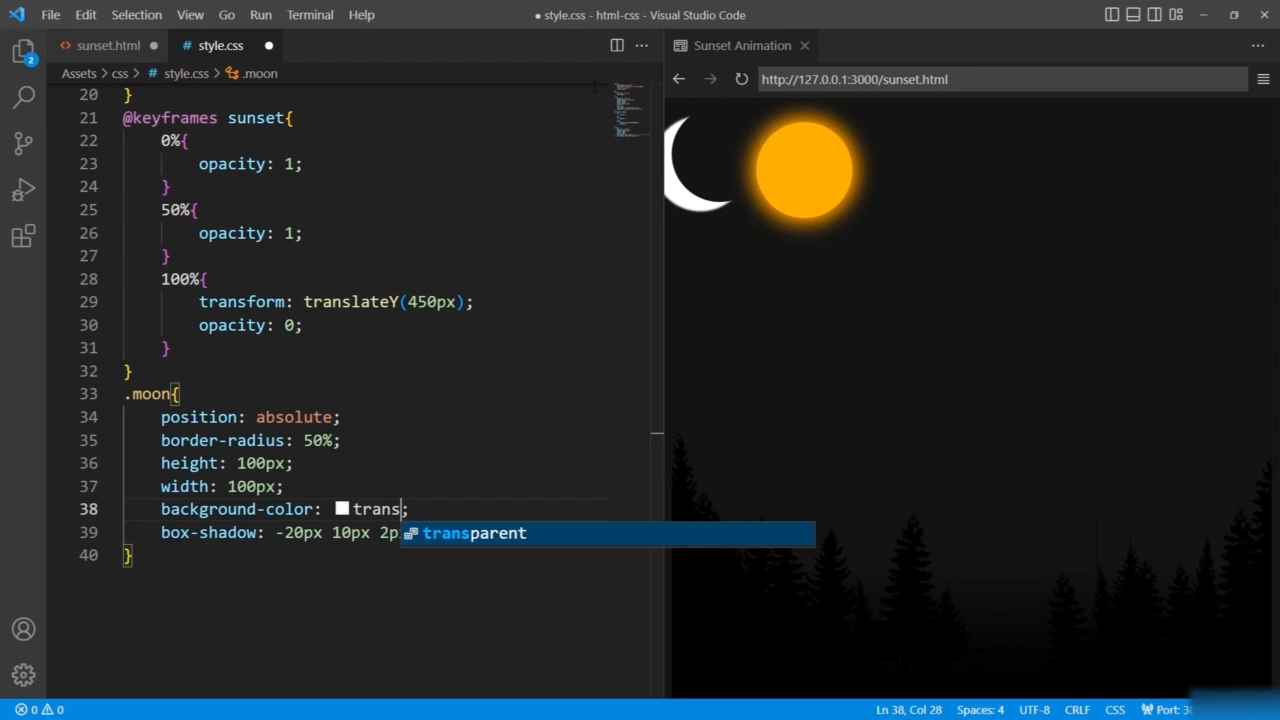 File Edit Selection View Go Run Terminal Help ● style.css - html-css - Visual Studio Code
sunset.html
# style.css
Sunset Animation
Assets > css > # style.css > .moon
http://127.0.0.1:3000/sunset.html
2
20 }
21 @keyframes sunset{
22 0%{
23 opacity: 1;
24 }
25 50%{
26 opacity: 1;
27 }
28 100%{
29 transform: translateY(450px);
30 opacity: 0;
31 }
32 }
33 .moon{
34 position: absolute;
35 border-radius: 50%;
36 height: 100px;
37 width: 100px;
38 background-color: trans;
39 box-shadow: -20px 10px 2p
transparent
40 }
0 0 Ln 38, Col 28 Spaces: 4 UTF-8 CRLF CSS Port: